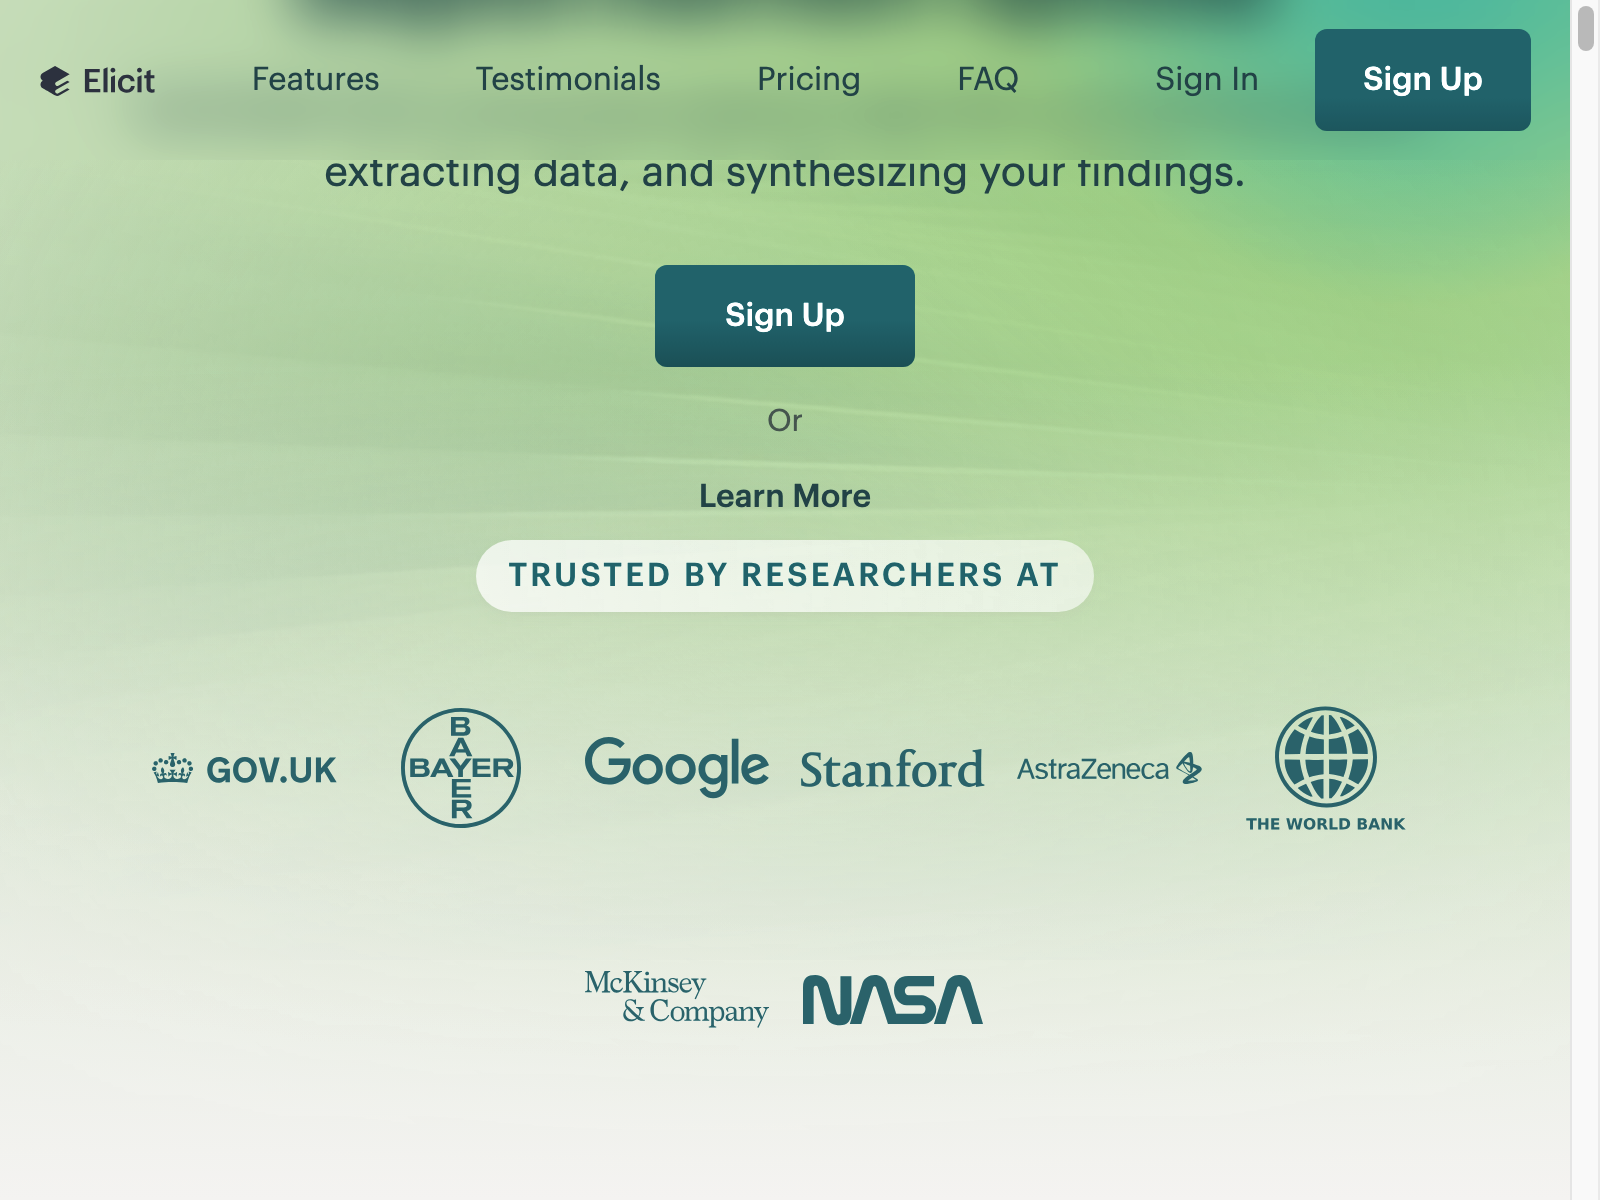 Elicit Features Testimonials Pricing FAQ Sign In Sign Up
extracting data, and synthesizing your findings.
Sign Up
Or
Learn More
TRUSTED BY RESEARCHERS AT
GOV.UK
BAYER
BAYER
Google
Stanford
AstraZeneca
THE WORLD BANK
McKinsey
& Company
NASA